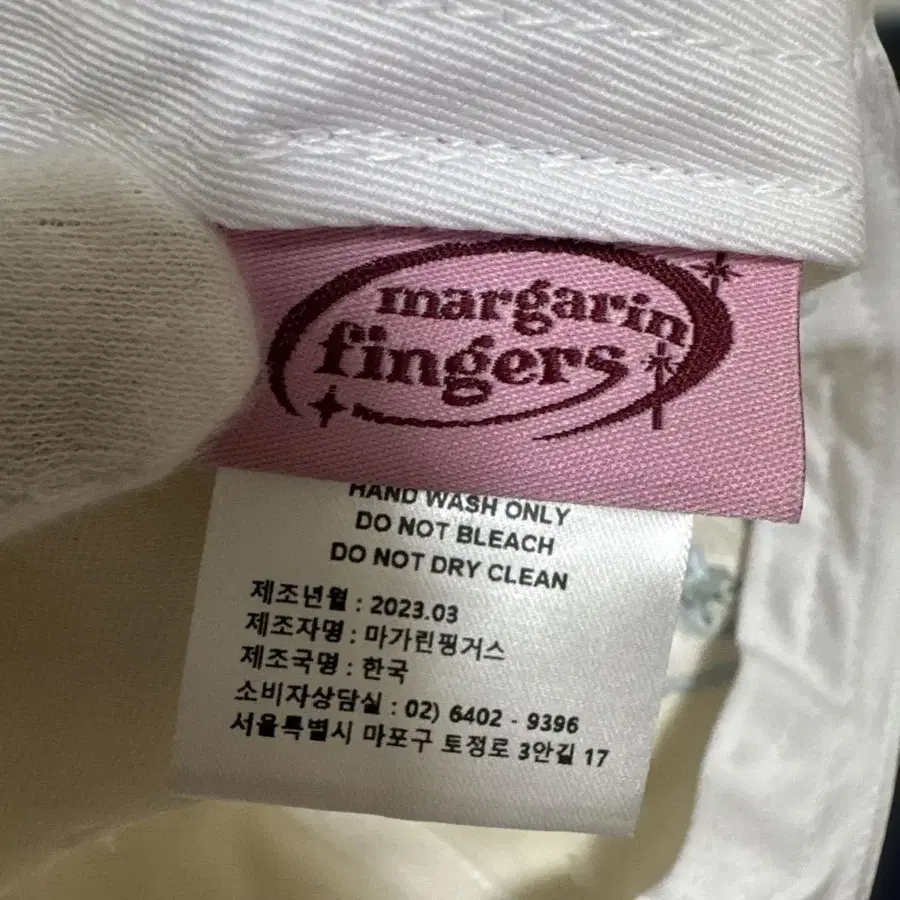 margarin
fingers
HAND WASH ONLY
DO NOT BLEACH
DO NOT DRY CLEAN
제조년월 : 2023.03
제조자명 : 마가린핑거스
제조국명 : 한국
소비자상담실 : 02) 6402 - 9396
서울특별시 마포구 토정로 3안길 17